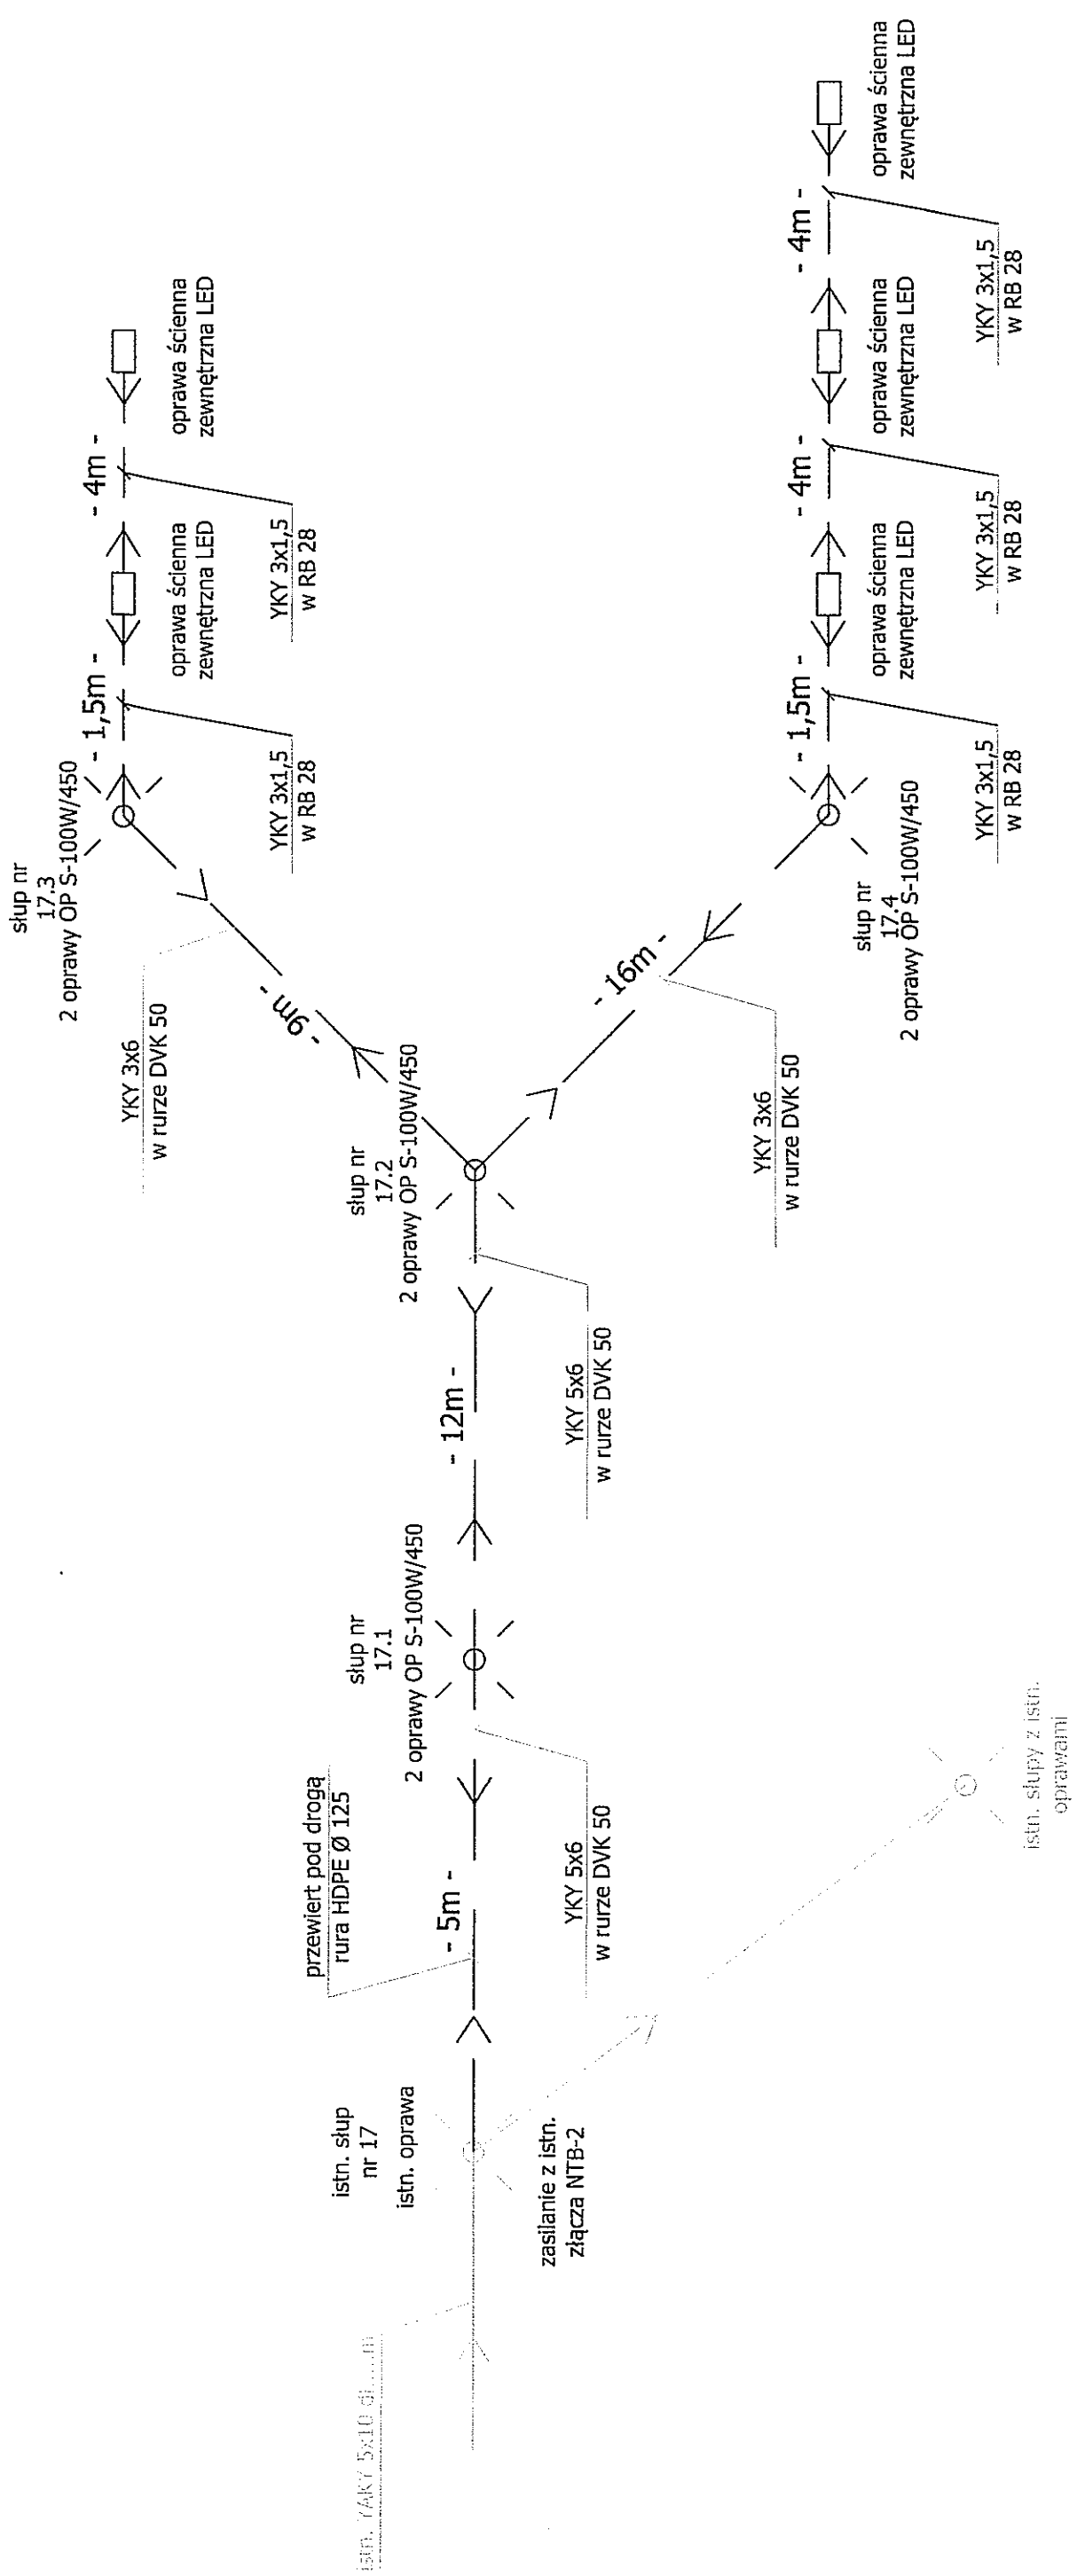 istn. YAKY 5x10 dł.....m
istn. słup
nr 17
istn. oprawa
zasilanie z istn.
złącza NTB-2
przewiert pod drogą
rura HDPE Ø 125
- 5m -
YKY 5x6
w rurze DVK 50
istn. słupy z istn.
oprawami
słup nr
17.1
2 oprawy OP S-100W/450
- 12m -
YKY 5x6
w rurze DVK 50
słup nr
17.2
2 oprawy OP S-100W/450
- 9m -
YKY 3x6
w rurze DVK 50
słup nr
17.3
2 oprawy OP S-100W/450
- 1,5m -
YKY 3x1,5
w RB 28
oprawa ścienna
zewnętrzna LED
- 4m -
YKY 3x1,5
w RB 28
oprawa ścienna
zewnętrzna LED
- 16m -
YKY 3x6
w rurze DVK 50
słup nr
17.4
2 oprawy OP S-100W/450
- 1,5m -
YKY 3x1,5
w RB 28
oprawa ścienna
zewnętrzna LED
- 4m -
YKY 3x1,5
w RB 28
oprawa ścienna
zewnętrzna LED
- 4m -
YKY 3x1,5
w RB 28
oprawa ścienna
zewnętrzna LED